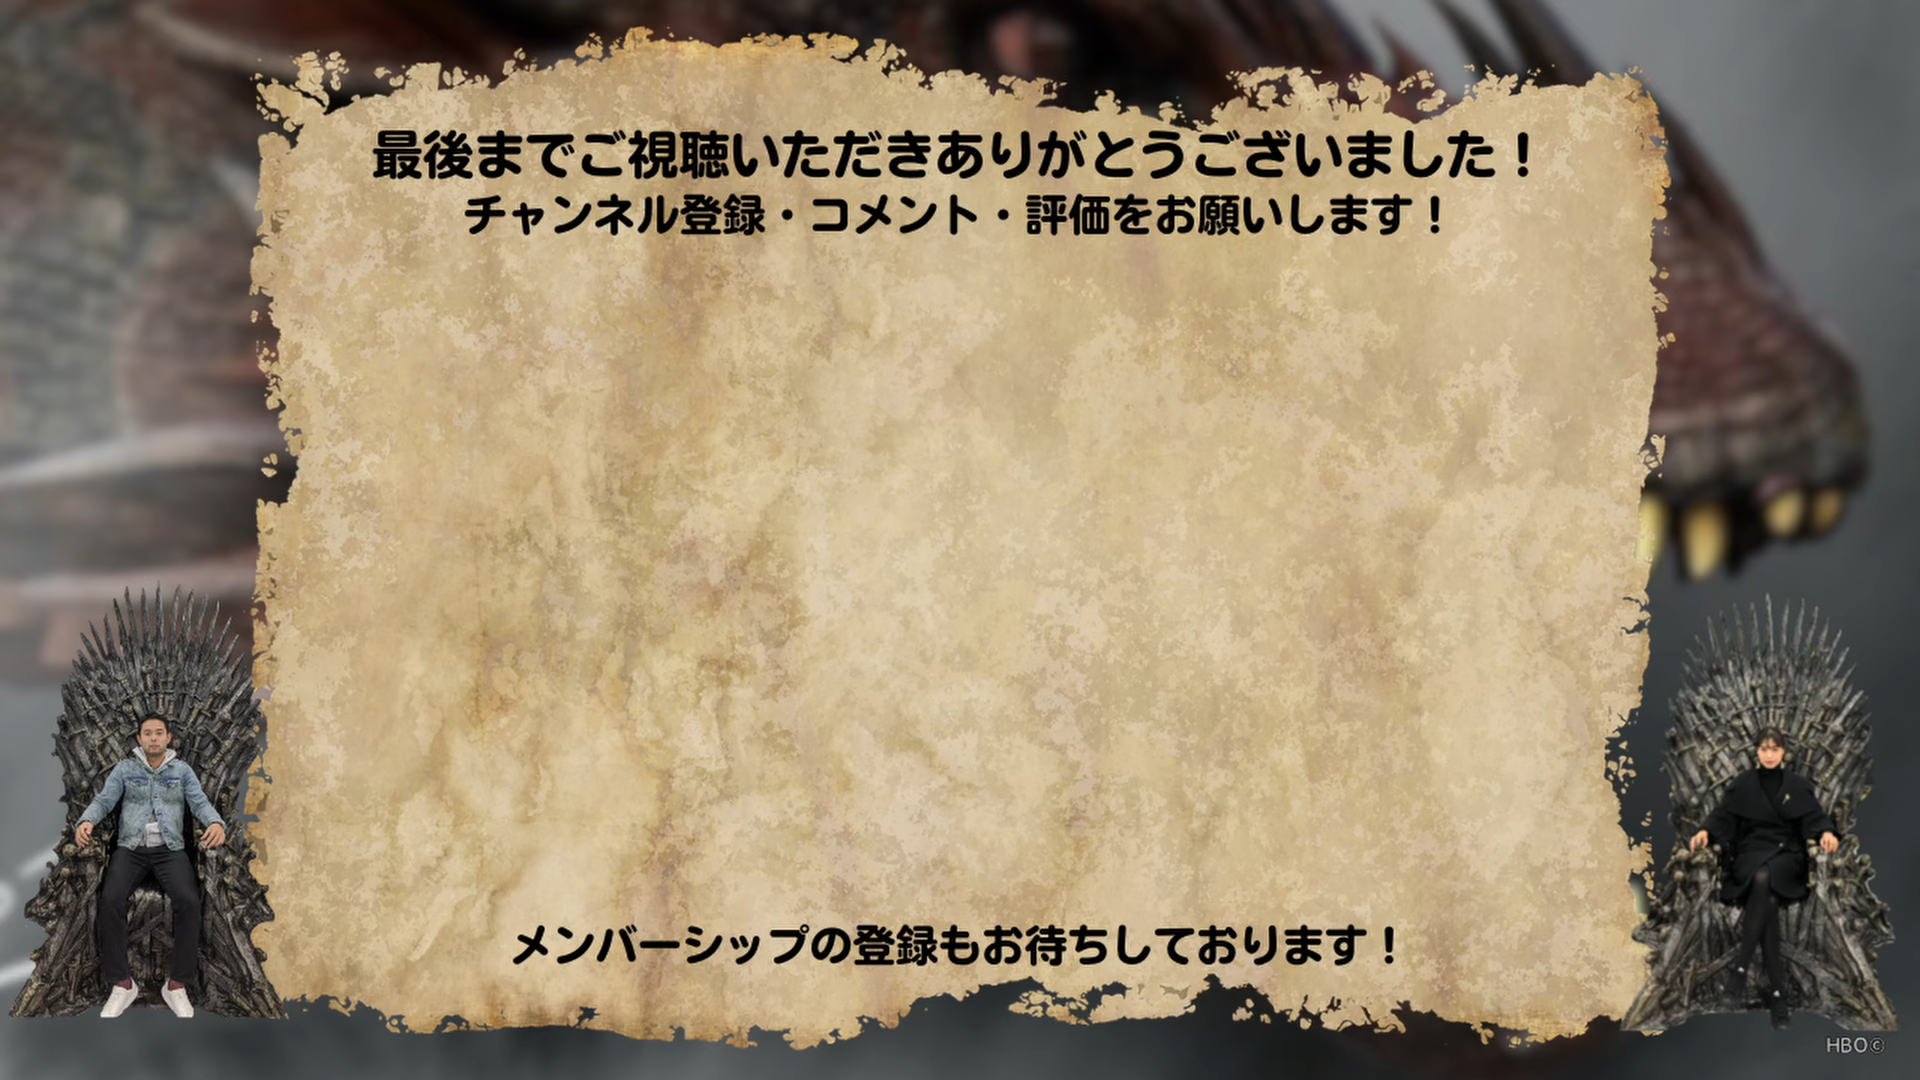 最後までご視聴いただきありがとうございました！
チャンネル登録・コメント・評価をお願いします！
メンバーシップの登録もお待ちしております！
HBO©